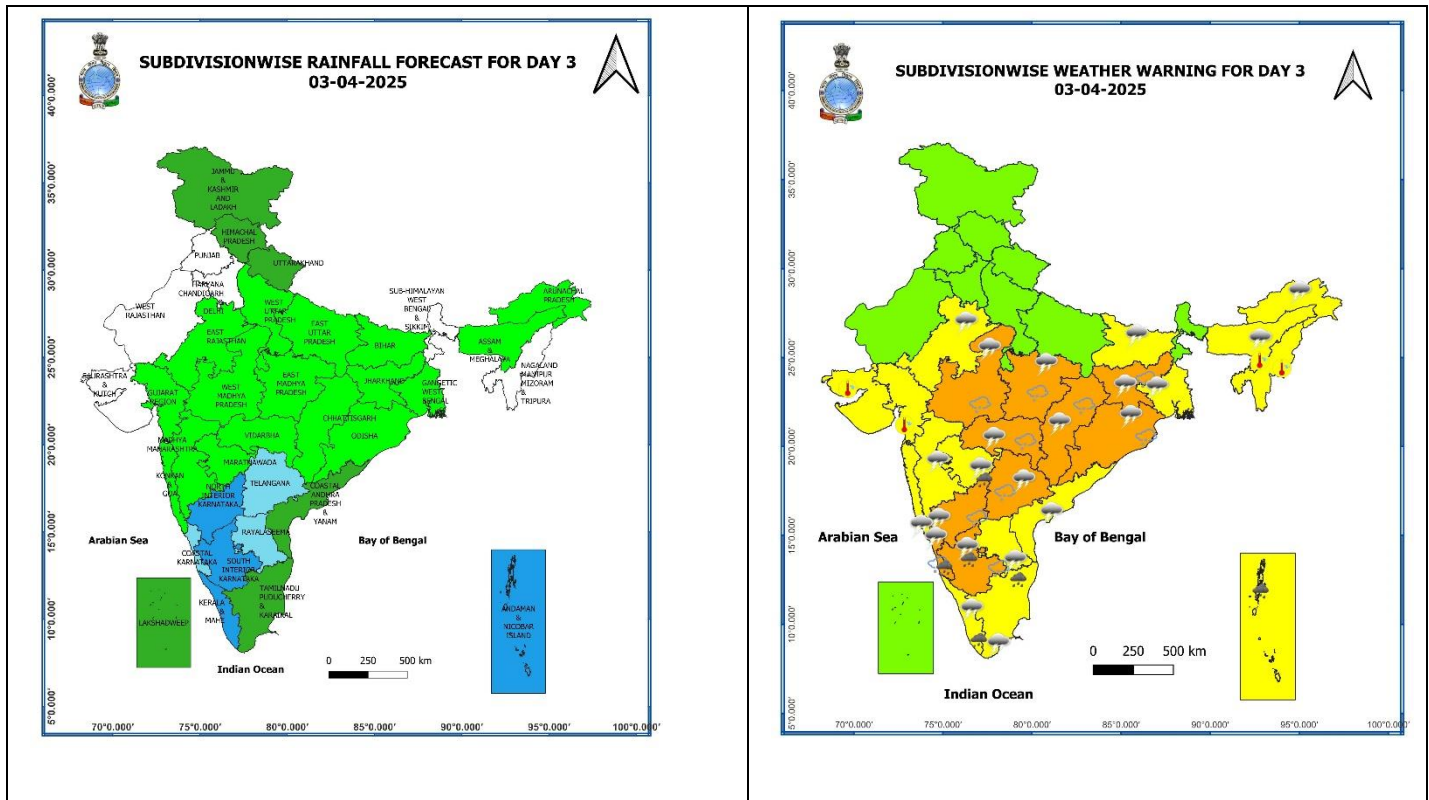 SUBDIVISIONWISE RAINFALL FORECAST FOR DAY 3
03-04-2025
40°0.000'
35°0.000'
30°0.000'
25°0.000'
20°0.000'
15°0.000'
10°0.000'
5°0.000'
JAMMU
&
KASHMIR
AND
LADAKH
HIMACHAL
PRADESH
PUNJAB
UTTARAKHAND
HARYANA
CHANDIGARH
DELHI
WEST
RAJASTHAN
WEST
UTTAR
PRADESH
EAST
RAJASTHAN
EAST
UTTAR
PRADESH
SUB-HIMALAYAN
WEST
BENGAL
&
SIKKIM
ARUNACHAL
PRADESH
BIHAR
ASSAM
&
MEGHALAYA
NAGALAND
MANIPUR
MIZORAM
&
TRIPURA
SAURASHTRA
&
KUTCH
GUJARAT
REGION
WEST
MADHYA
PRADESH
EAST
MADHYA
PRADESH
JHARKHAND
GANGETIC
WEST
BENGAL
CHHATTISGARH
ODISHA
VIDARBHA
MADHYA
MAHARASHTRA
MARATHAWADA
KONKAN
&
GOA
NORTH
INTERIOR
KARNATAKA
TELANGANA
COASTAL
ANDHRA
PRADESH
&
YANAM
RAYALASEEMA
Arabian Sea
Bay of Bengal
COASTAL
KARNATAKA
SOUTH
INTERIOR
KARNATAKA
TAMILNADU
PUDUCHERRY
&
KARAIKAL
KERALA
&
MAHE
LAKSHADWEEP
ANDAMAN
&
NICOBAR
ISLAND
Indian Ocean
0 250 500 km
70°0.000' 75°0.000' 80°0.000' 85°0.000' 90°0.000' 95°0.000' 100°0.000'
SUBDIVISIONWISE WEATHER WARNING FOR DAY 3
03-04-2025
40°0.000'
35°0.000'
30°0.000'
25°0.000'
20°0.000'
15°0.000'
10°0.000'
5°0.000'
Arabian Sea
Bay of Bengal
Indian Ocean
0 250 500 km
70°0.000' 75°0.000' 80°0.000' 85°0.000' 90°0.000' 95°0.000' 100°0.000'